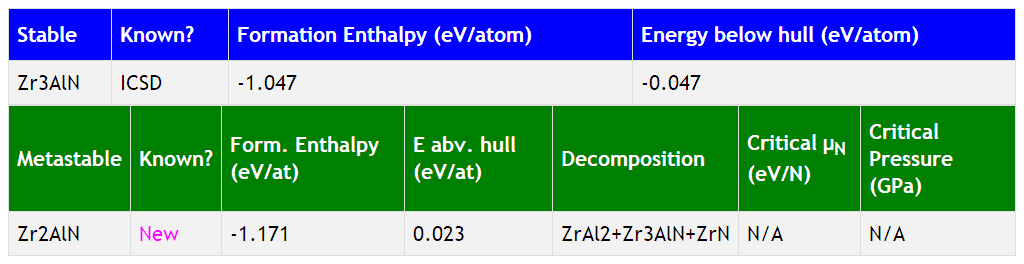 Stable Known? Formation Enthalpy (eV/atom) Energy below hull (eV/atom)
Zr3AlN ICSD -1.047 -0.047
Metastable Known? Form. Enthalpy (eV/at) E abv. hull (eV/at) Decomposition Critical μN (eV/N) Critical Pressure (GPa)
Zr2AlN New -1.171 0.023 ZrAl2+Zr3AlN+ZrN N/A N/A